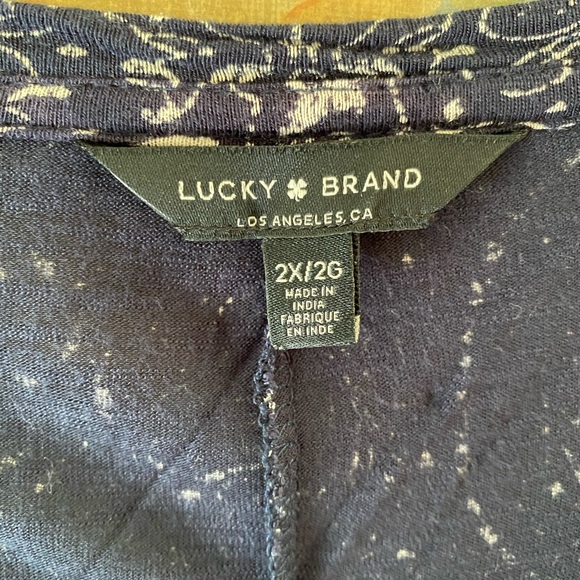 LUCKY BRAND
LOS ANGELES, CA
2X/2G
MADE IN
INDIA
FABRIQUE
EN INDE